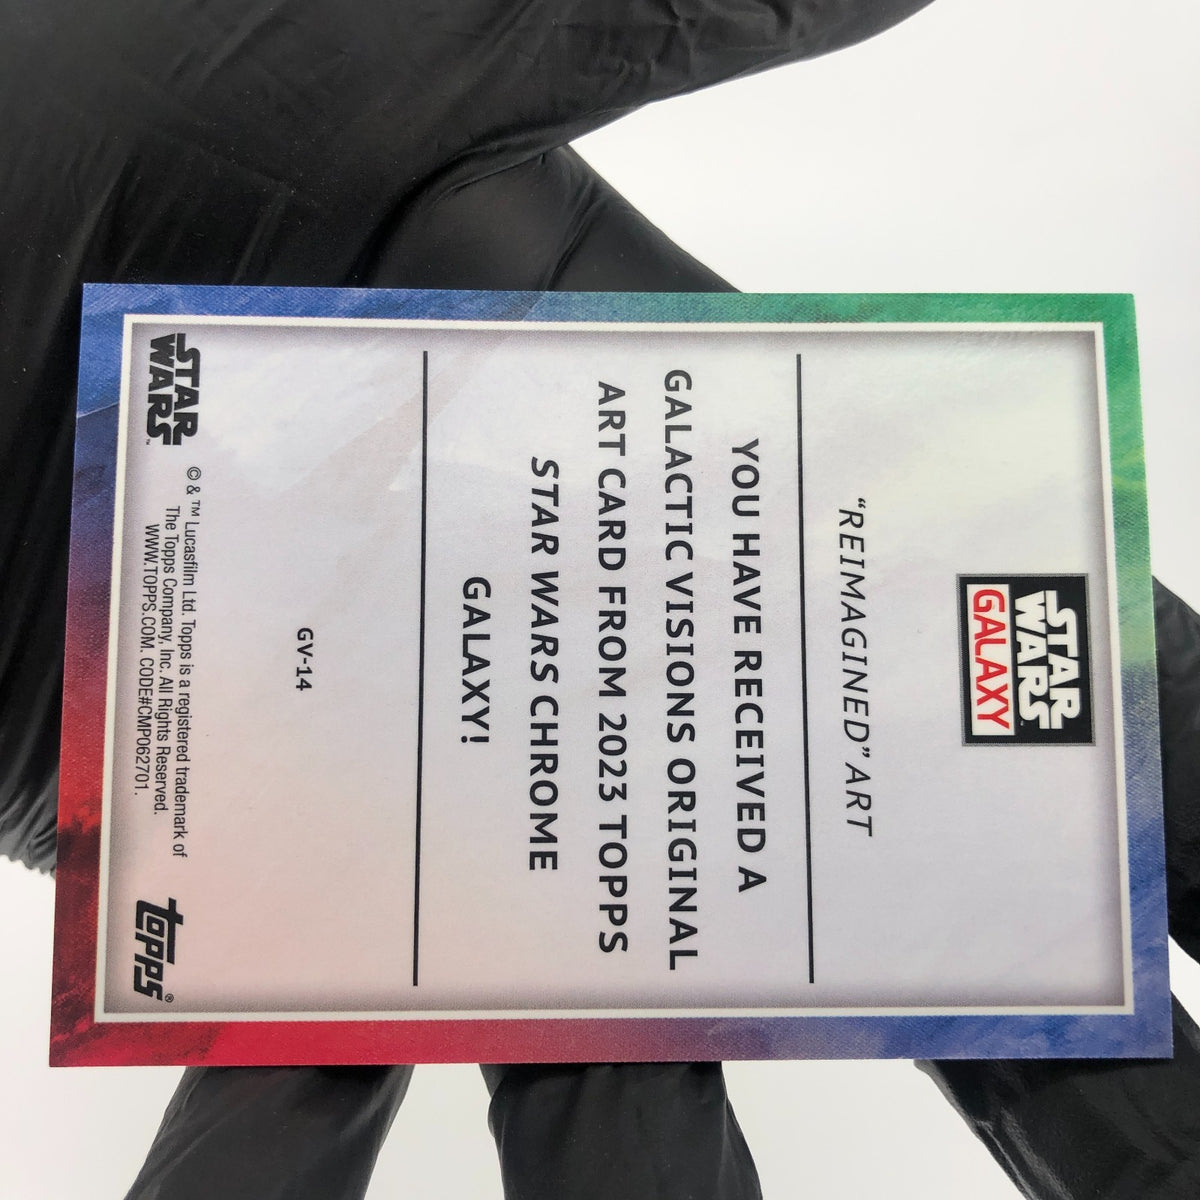 STAR
WARS™
GALAXY
"REIMAGINED" ART
YOU HAVE RECEIVED A
GALACTIC VISIONS ORIGINAL
ART CARD FROM 2023 TOPPS
STAR WARS CHROME
GALAXY!
GV-14
STAR
WARS™
© & ™ Lucasfilm Ltd. Topps is a registered trademark of
The Topps Company, Inc. All Rights Reserved.
WWW.TOPPS.COM. CODE#CMP062701.
topps®